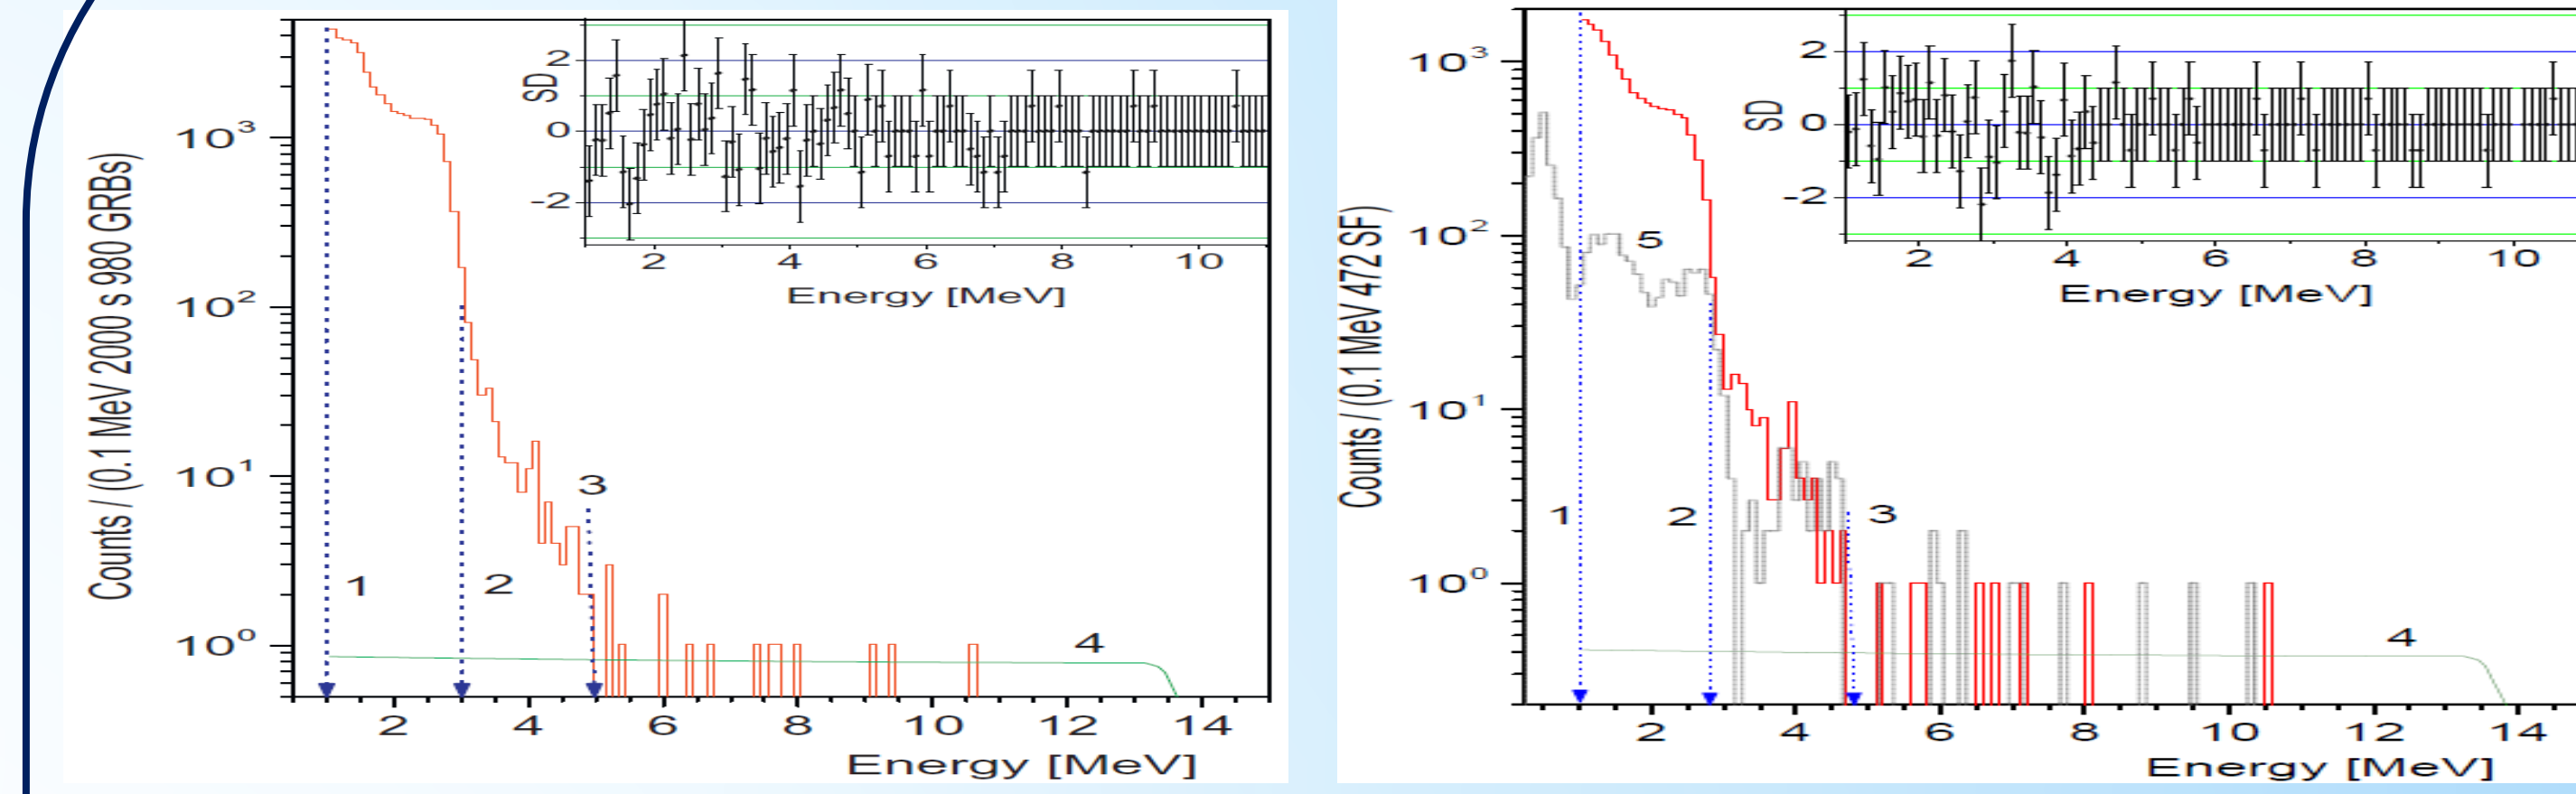 Counts / (0.1 MeV 2000 s 980 GRBs)
10³
10²
10¹
10⁰
2 4 6 8 10 12 14
Energy [MeV]
1
2
3
4
SD
2
0
-2
2 4 6 8 10
Energy [MeV]
Counts / (0.1 MeV 472 SF)
10³
10²
10¹
10⁰
2 4 6 8 10 12 14
Energy [MeV]
5
1
2
3
4
SD
2
0
-2
2 4 6 8 10
Energy [MeV]